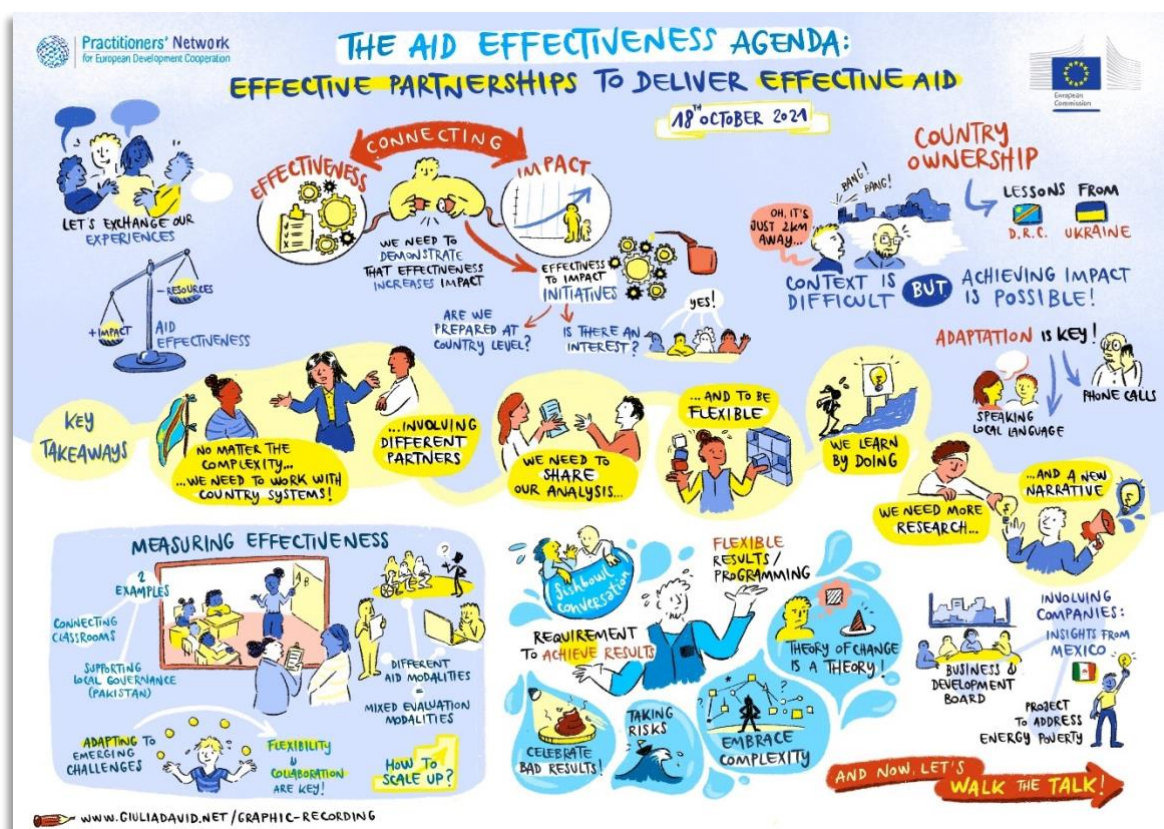 Practitioners' Network
for European Development Cooperation
THE AID EFFECTIVENESS AGENDA:
EFFECTIVE PARTNERSHIPS TO DELIVER EFFECTIVE AID
18TH OCTOBER 2021
European
Commission
LET'S EXCHANGE OUR
EXPERIENCES
- RESOURCES
+ IMPACT
AID
EFFECTIVENESS
CONNECTING
EFFECTIVENESS
IMPACT
WE NEED TO
DEMONSTRATE
THAT EFFECTIVENESS
INCREASES IMPACT
EFFECTIVENESS
TO IMPACT
INITIATIVES
ARE WE
PREPARED AT
COUNTRY LEVEL?
IS THERE AN
INTEREST?
YES!
COUNTRY
OWNERSHIP
BANG!
BANG!
OH, IT'S
JUST 2KM
AWAY...
LESSONS FROM
D.R.C. UKRAINE
CONTEXT IS
DIFFICULT
BUT
ACHIEVING IMPACT
IS POSSIBLE!
ADAPTATION IS KEY!
SPEAKING
LOCAL LANGUAGE
PHONE CALLS
KEY
TAKEAWAYS
NO MATTER THE
COMPLEXITY...
...WE NEED TO WORK WITH
COUNTRY SYSTEMS!
...INVOLVING
DIFFERENT
PARTNERS
WE NEED TO
SHARE
OUR ANALYSIS...
...AND TO BE
FLEXIBLE
WE LEARN
BY DOING
WE NEED MORE
RESEARCH...
...AND A NEW
NARRATIVE
MEASURING EFFECTIVENESS
2
EXAMPLES
CONNECTING
CLASSROOMS
SUPPORTING
LOCAL GOVERNANCE
(PAKISTAN)
?
DIFFERENT
AID MODALITIES
=
MIXED EVALUATION
MODALITIES
ADAPTING TO
EMERGING
CHALLENGES
FLEXIBILITY
&
COLLABORATION
ARE KEY!
HOW TO
SCALE UP?
fishbowl
conversation
REQUIREMENT
TO ACHIEVE RESULTS
FLEXIBLE
RESULTS/
PROGRAMMING
THEORY OF CHANGE
IS A THEORY!
CELEBRATE
BAD RESULTS!
TAKING
RISKS
EMBRACE
COMPLEXITY
INVOLVING
COMPANIES:
INSIGHTS FROM
MEXICO
BUSINESS &
DEVELOPMENT
BOARD
PROJECT
TO ADDRESS
ENERGY POVERTY
AND NOW, LET'S
WALK THE TALK!
WWW.GIULIADAVID.NET/GRAPHIC-RECORDING